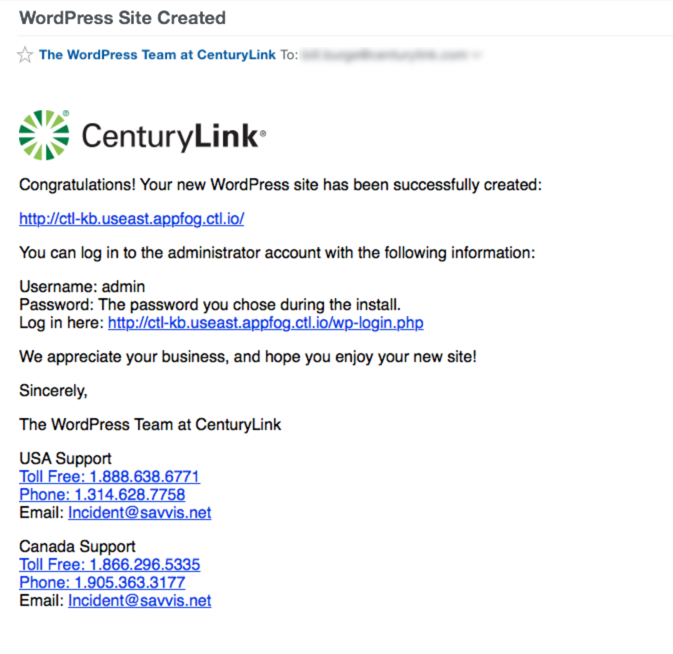 WordPress Site Created
The WordPress Team at CenturyLink To:
CenturyLink®
Congratulations! Your new WordPress site has been successfully created:
http://ctl-kb.useast.appfog.ctl.io/
You can log in to the administrator account with the following information:
Username: admin
Password: The password you chose during the install.
Log in here: http://ctl-kb.useast.appfog.ctl.io/wp-login.php
We appreciate your business, and hope you enjoy your new site!
Sincerely,
The WordPress Team at CenturyLink
USA Support
Toll Free: 1.888.638.6771
Phone: 1.314.628.7758
Email: Incident@savvis.net
Canada Support
Toll Free: 1.866.296.5335
Phone: 1.905.363.3177
Email: Incident@savvis.net